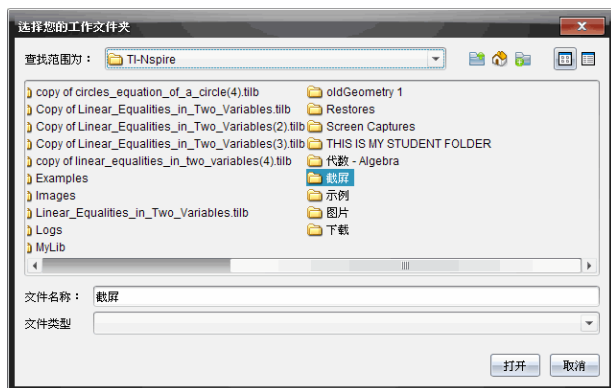 选择您的工作文件夹
查找范围为：
TI-Nspire
copy of circles_equation_of_a_circle(4).tilb
Copy of Linear_Equalities_in_Two_Variables.tilb
Copy of Linear_Equalities_in_Two_Variables(2).tilb
Copy of Linear_Equalities_in_Two_Variables(3).tilb
copy of linear_equalities_in_two_variables(4).tilb
Examples
Images
Linear_Equalities_in_Two_Variables.tilb
Logs
MyLib
oldGeometry 1
Restores
Screen Captures
THIS IS MY STUDENT FOLDER
代数 - Algebra
截屏
示例
图片
下载
文件名称：
截屏
文件类型
打开
取消